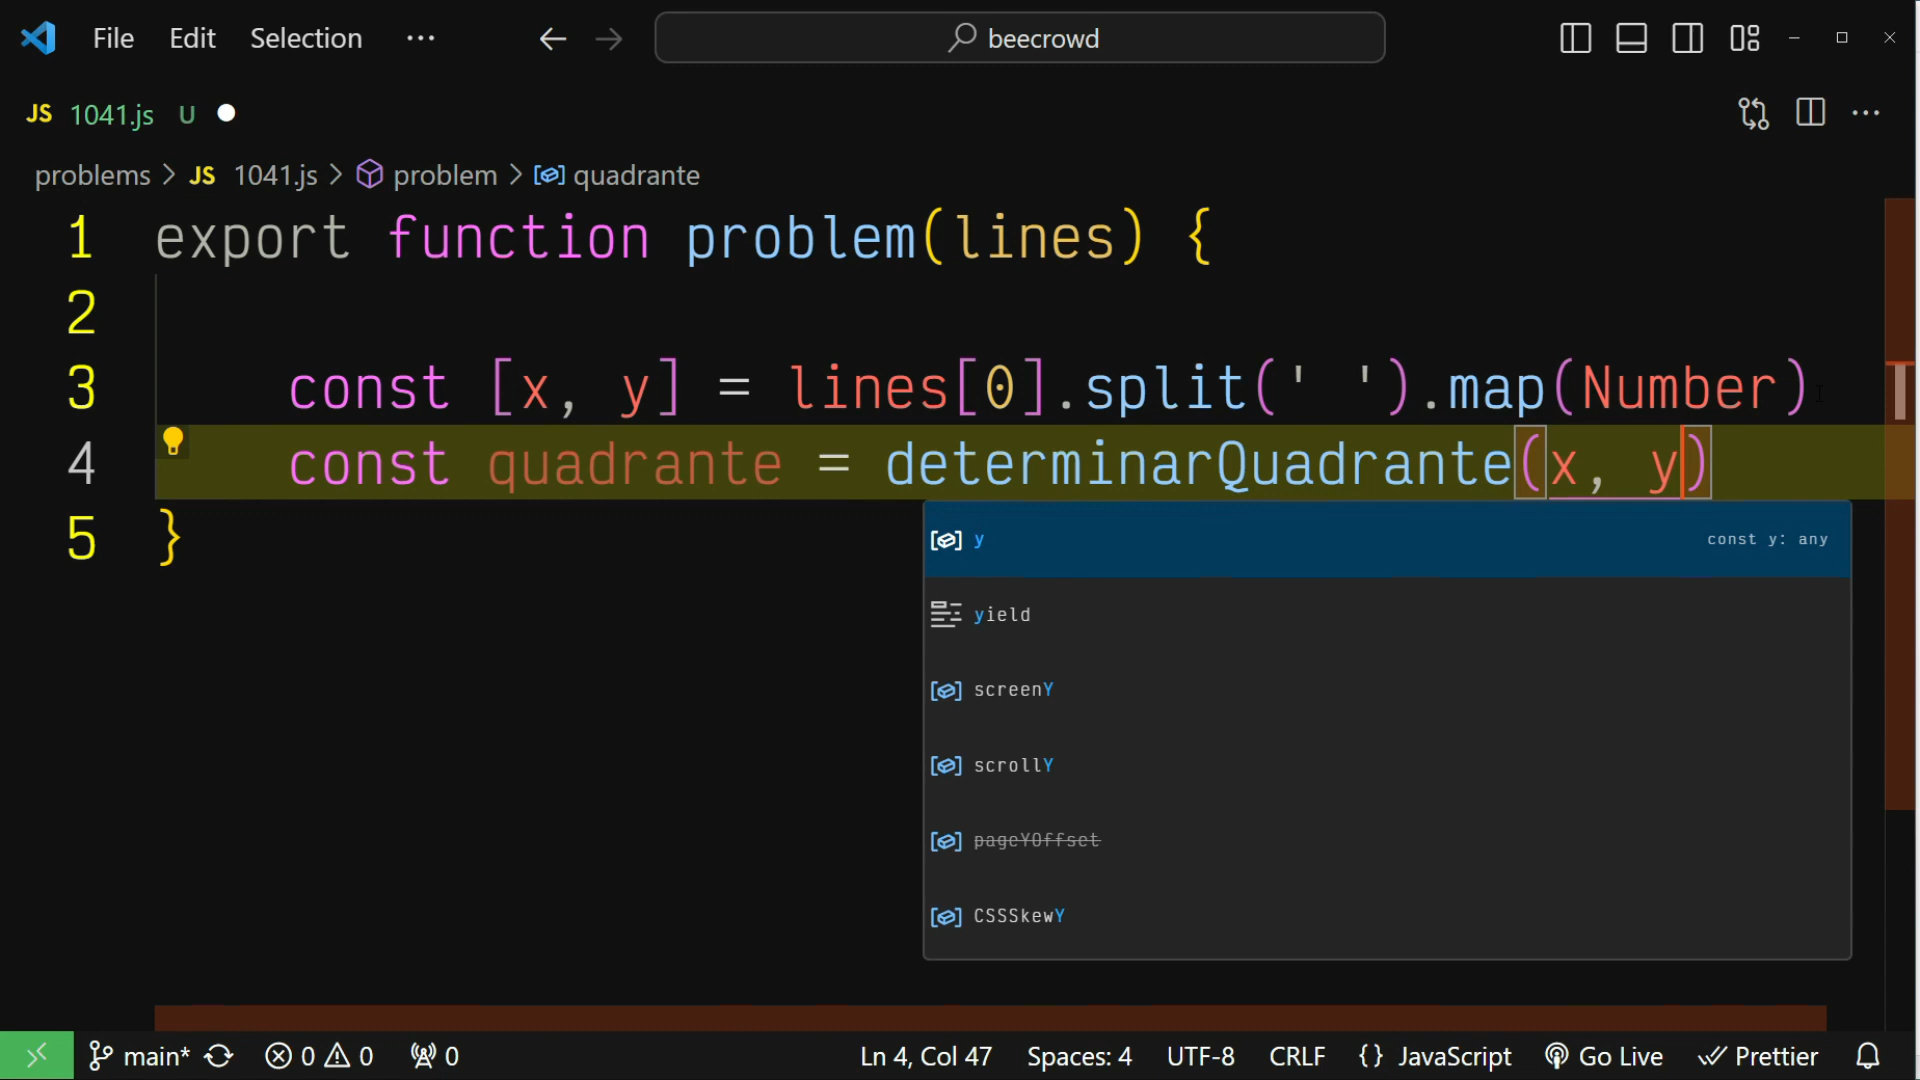 File Edit Selection ··· beecrowd
JS 1041.js U
problems > JS 1041.js > problem > quadrante
1 export function problem(lines) {
2
3 const [x, y] = lines[0].split(' ').map(Number)
4 const quadrante = determinarQuadrante(x, y)
5 }
y const y: any
yield
screenY
scrollY
pageYOffset
CSSSkewY
main* 0 0 0 Ln 4, Col 47 Spaces: 4 UTF-8 CRLF {} JavaScript Go Live Prettier